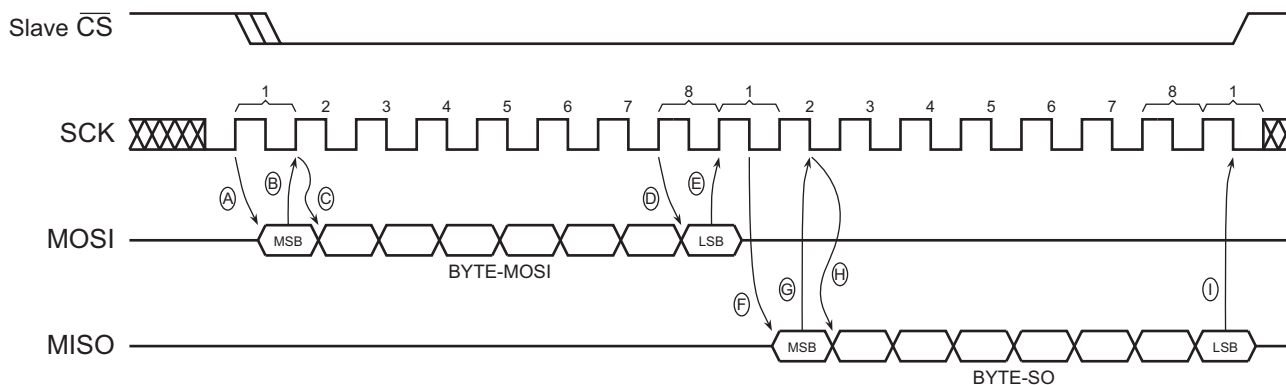 Slave CS
1 8 1 8 1
SCK 2 3 4 5 6 7 2 3 4 5 6 7
A B C D E
MOSI MSB LSB
BYTE-MOSI
F G H I
MISO MSB LSB
BYTE-SO